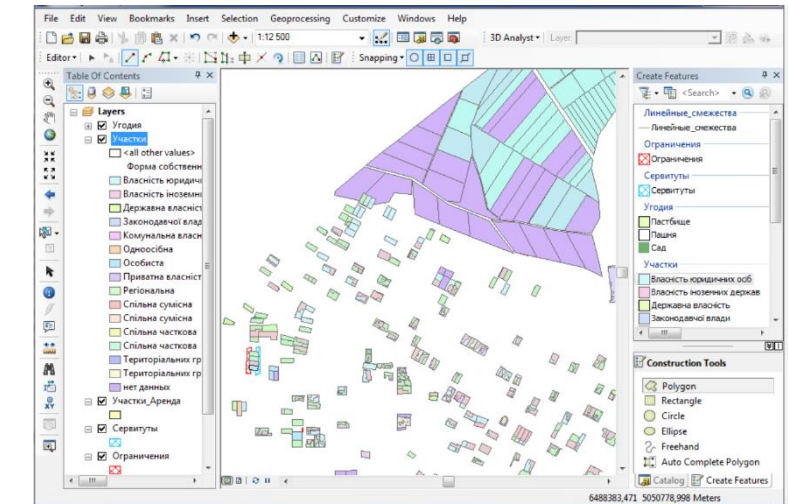 File Edit View Bookmarks Insert Selection Geoprocessing Customize Windows Help
1:12 500
3D Analyst Layer:
Editor Snapping
Table Of Contents
Layers
Угодия
Участки
<all other values>
Форма собственн
Власність юридичн
Власність іноземн
Державна власніст
Законодавчої влад
Комунальна власн
Одноосібна
Особиста
Приватна власніст
Регіональна
Спільна сумісна
Спільна сумісна
Спільна часткова
Спільна часткова
Територіальних гр
Територіальних гр
нет данных
Участки_Аренда
Сервитуты
Ограничения
Create Features
<Search>
Линейные_смежества
Линейные_смежества
Ограничения
Ограничения
Сервитуты
Сервитуты
Угодия
Пастбище
Пашня
Сад
Участки
Власність юридичних осіб
Власність іноземних держав
Державна власність
Законодавчої влади
Construction Tools
Polygon
Rectangle
Circle
Ellipse
Freehand
Auto Complete Polygon
Catalog Create Features
6488383,471 5050778,998 Meters